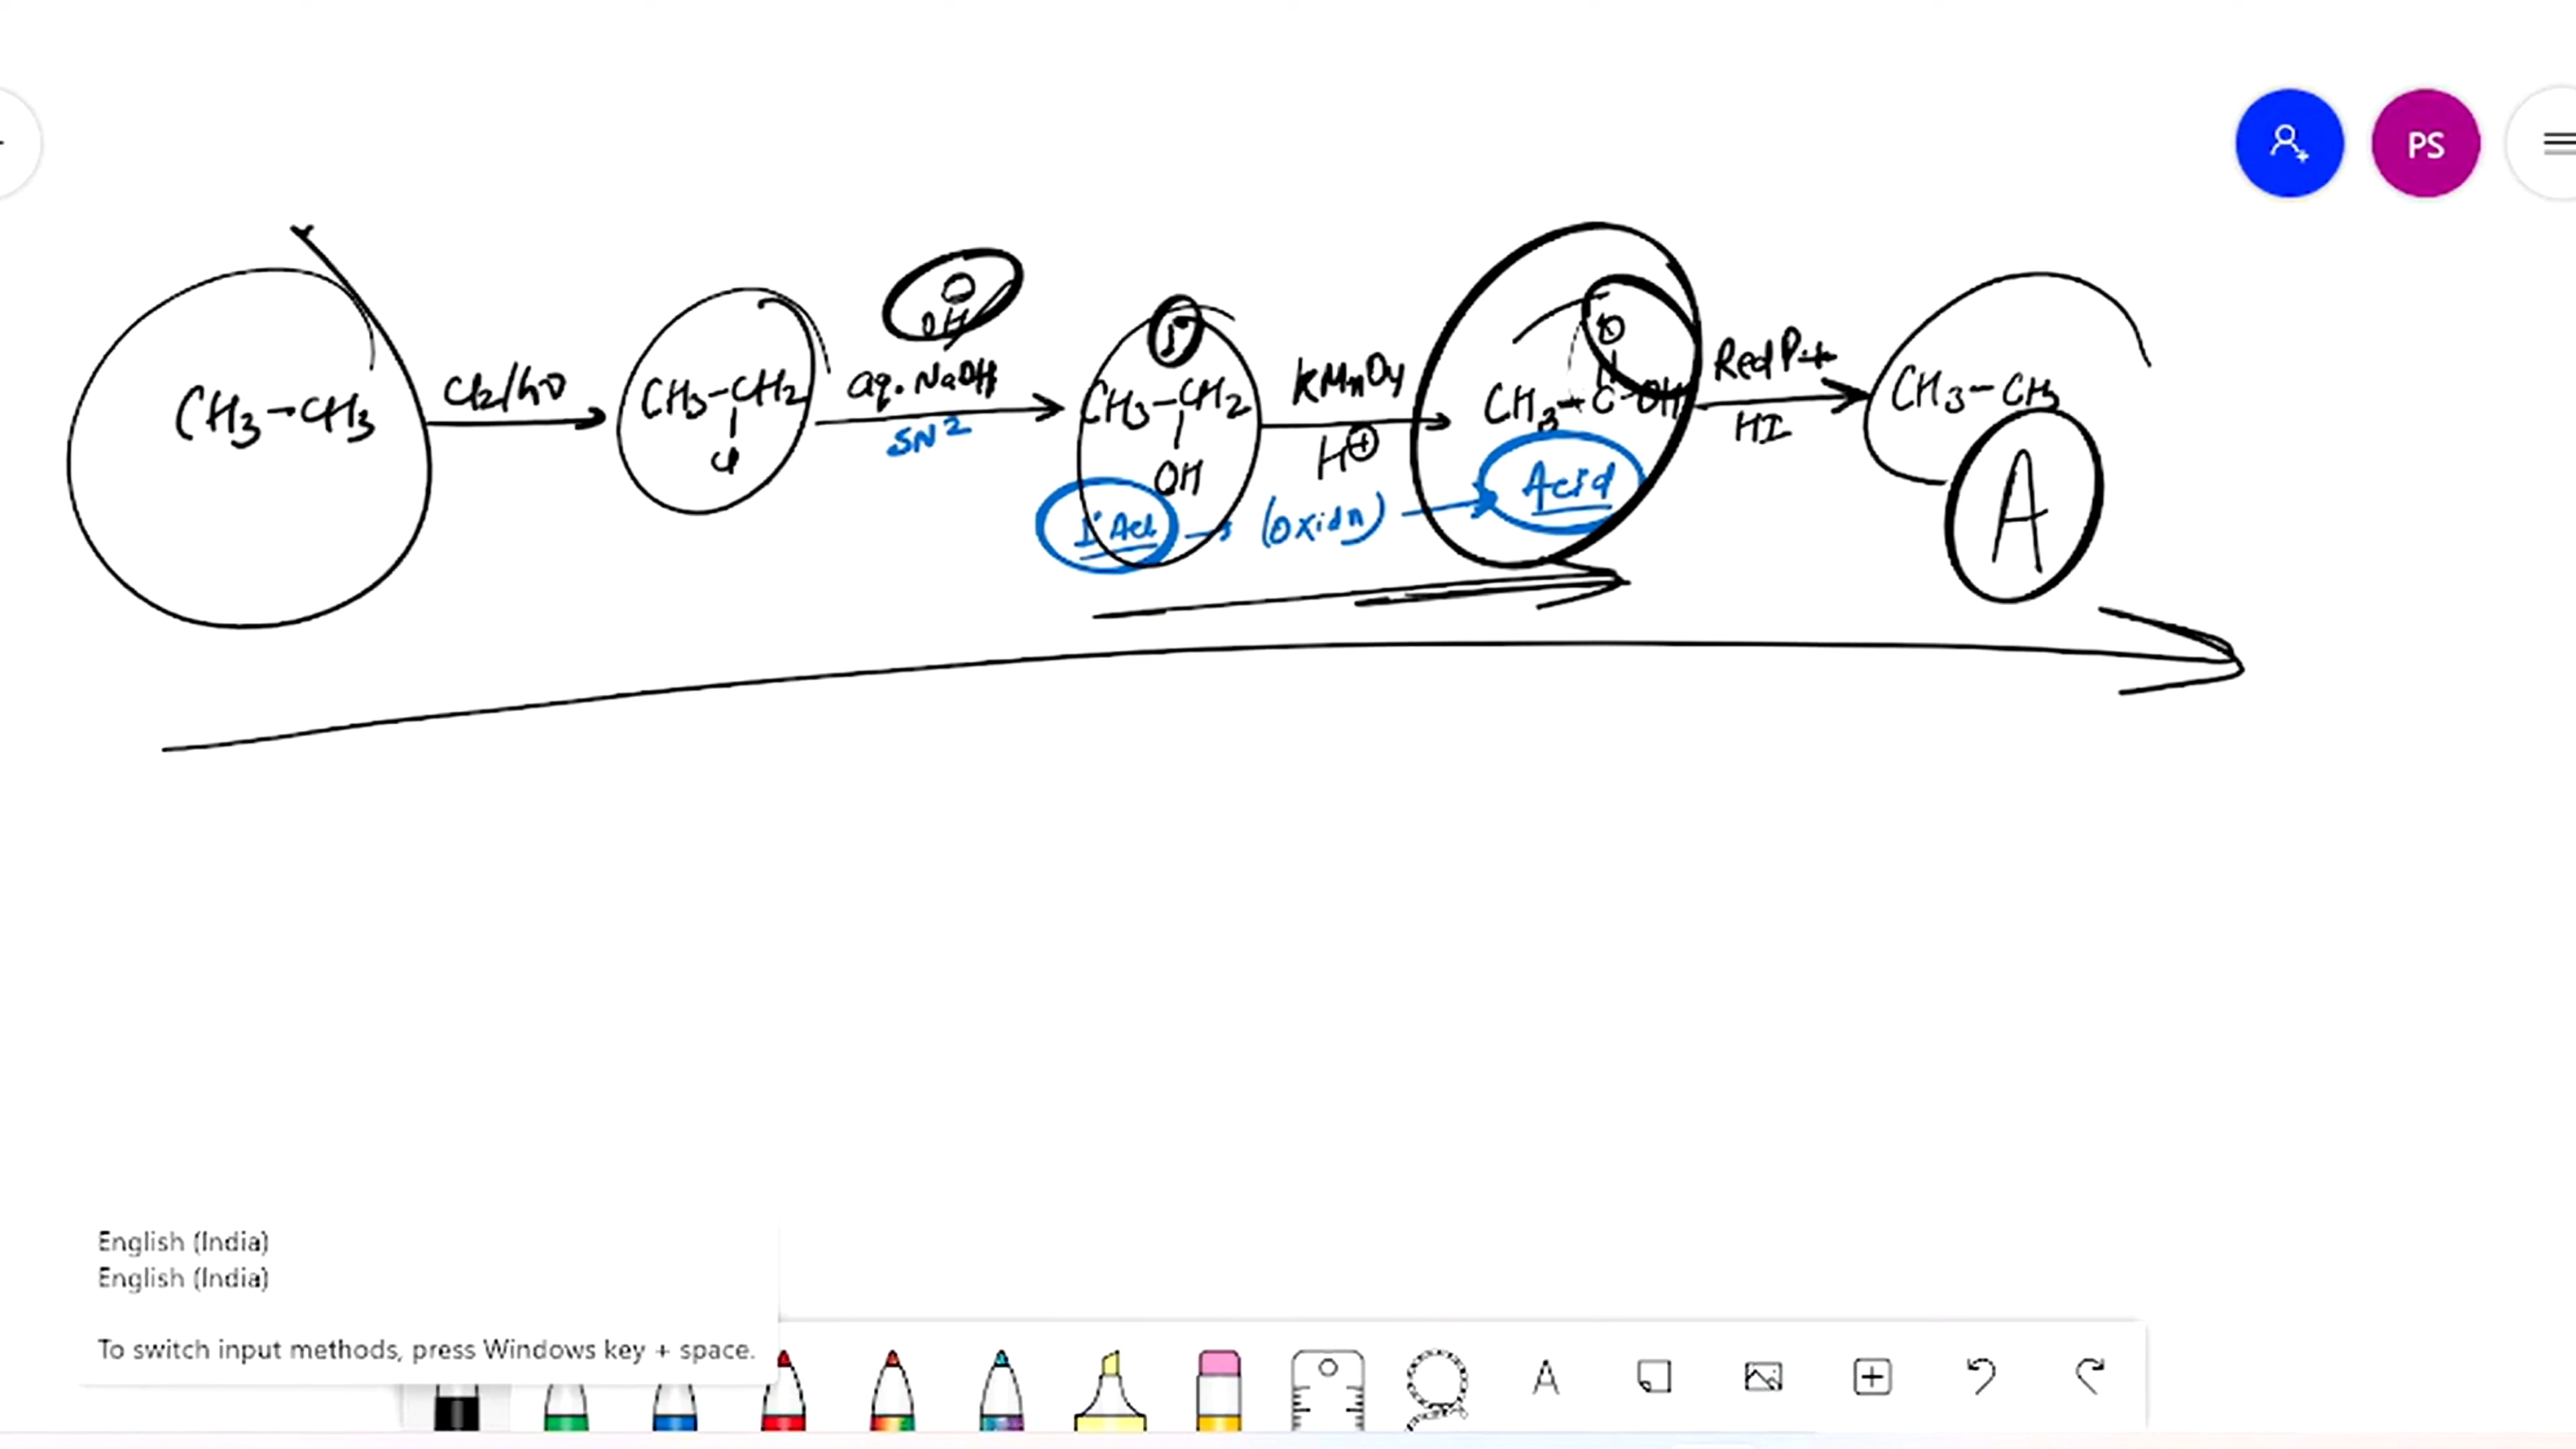 PS
CH3-CH3
Cl2/hν
CH3-CH2
Cl
OH
aq. NaOH
SN2
1°
CH3-CH2
OH
1° Alc → (oxidn) → Acid
KMnO4
H⊕
O
CH3-C-OH
Red P+
HI
CH3-CH3
A
English (India)
English (India)
To switch input methods, press Windows key + space.
A